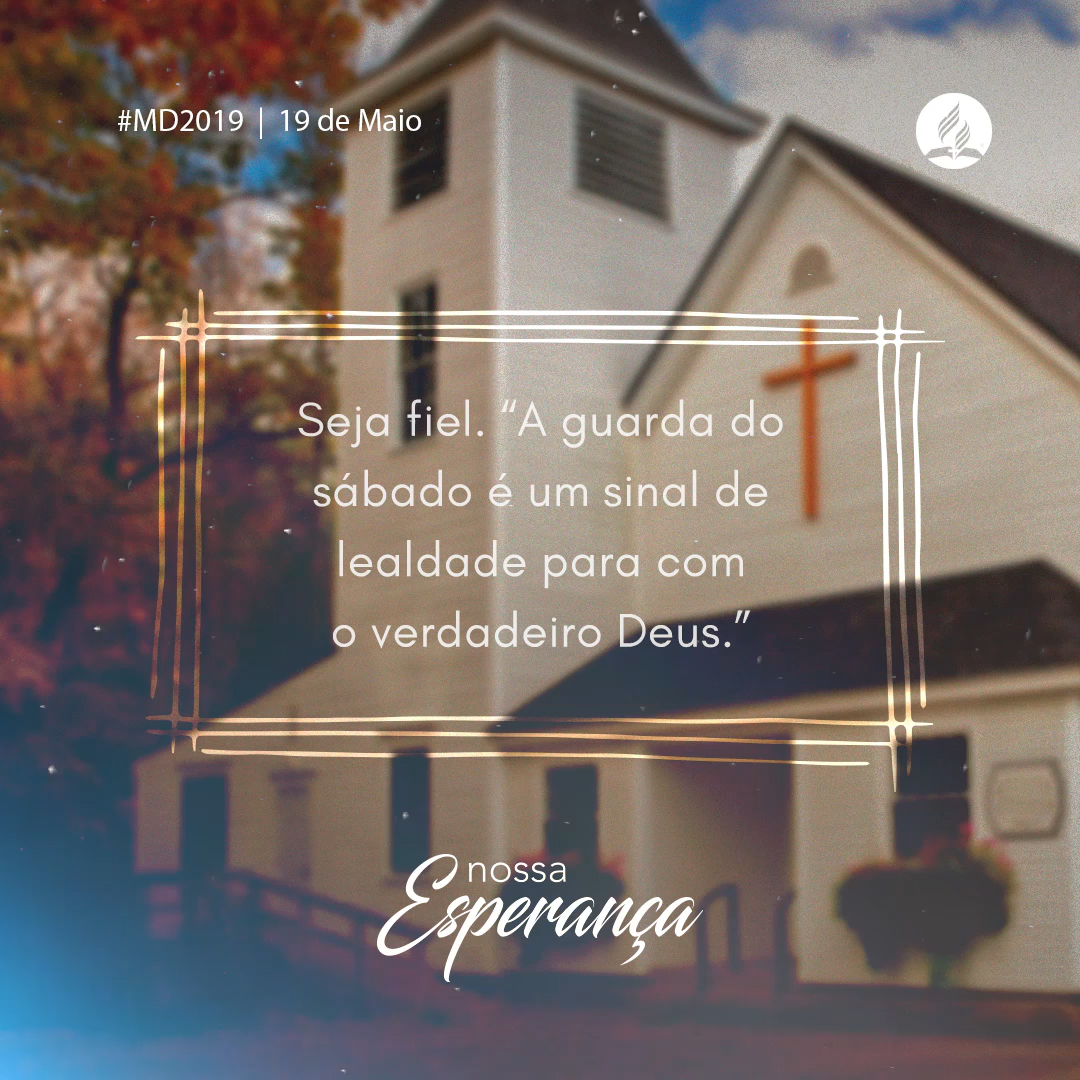 #MD2019 | 19 de Maio
Seja fiel. “A guarda do
sábado é um sinal de
lealdade para com
o verdadeiro Deus.”
nossa
Esperança